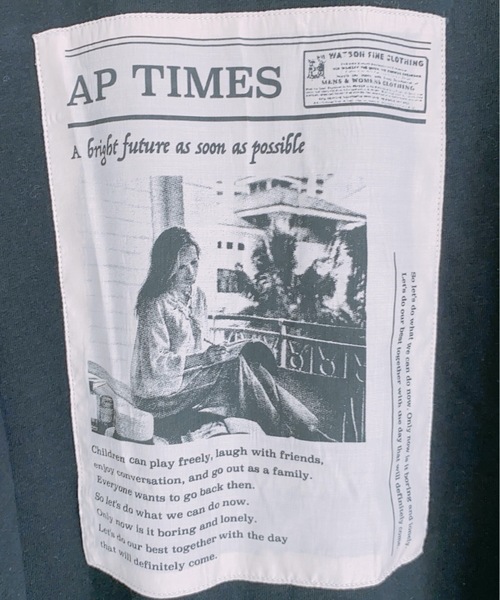 AP TIMES
WATSON FINE CLOTHING
MANS & WOMENS CLOTHING
A bright future as soon as possible
Children can play freely, laugh with friends,
enjoy conversation, and go out as a family.
Everyone wants to go back then.
So let's do what we can do now.
Only now is it boring and lonely.
Let's do our best together with the day
that will definitely come.
So let's do what we can do now. Only now is it boring and lonely.
Let's do our best together with the day that will definitely come.